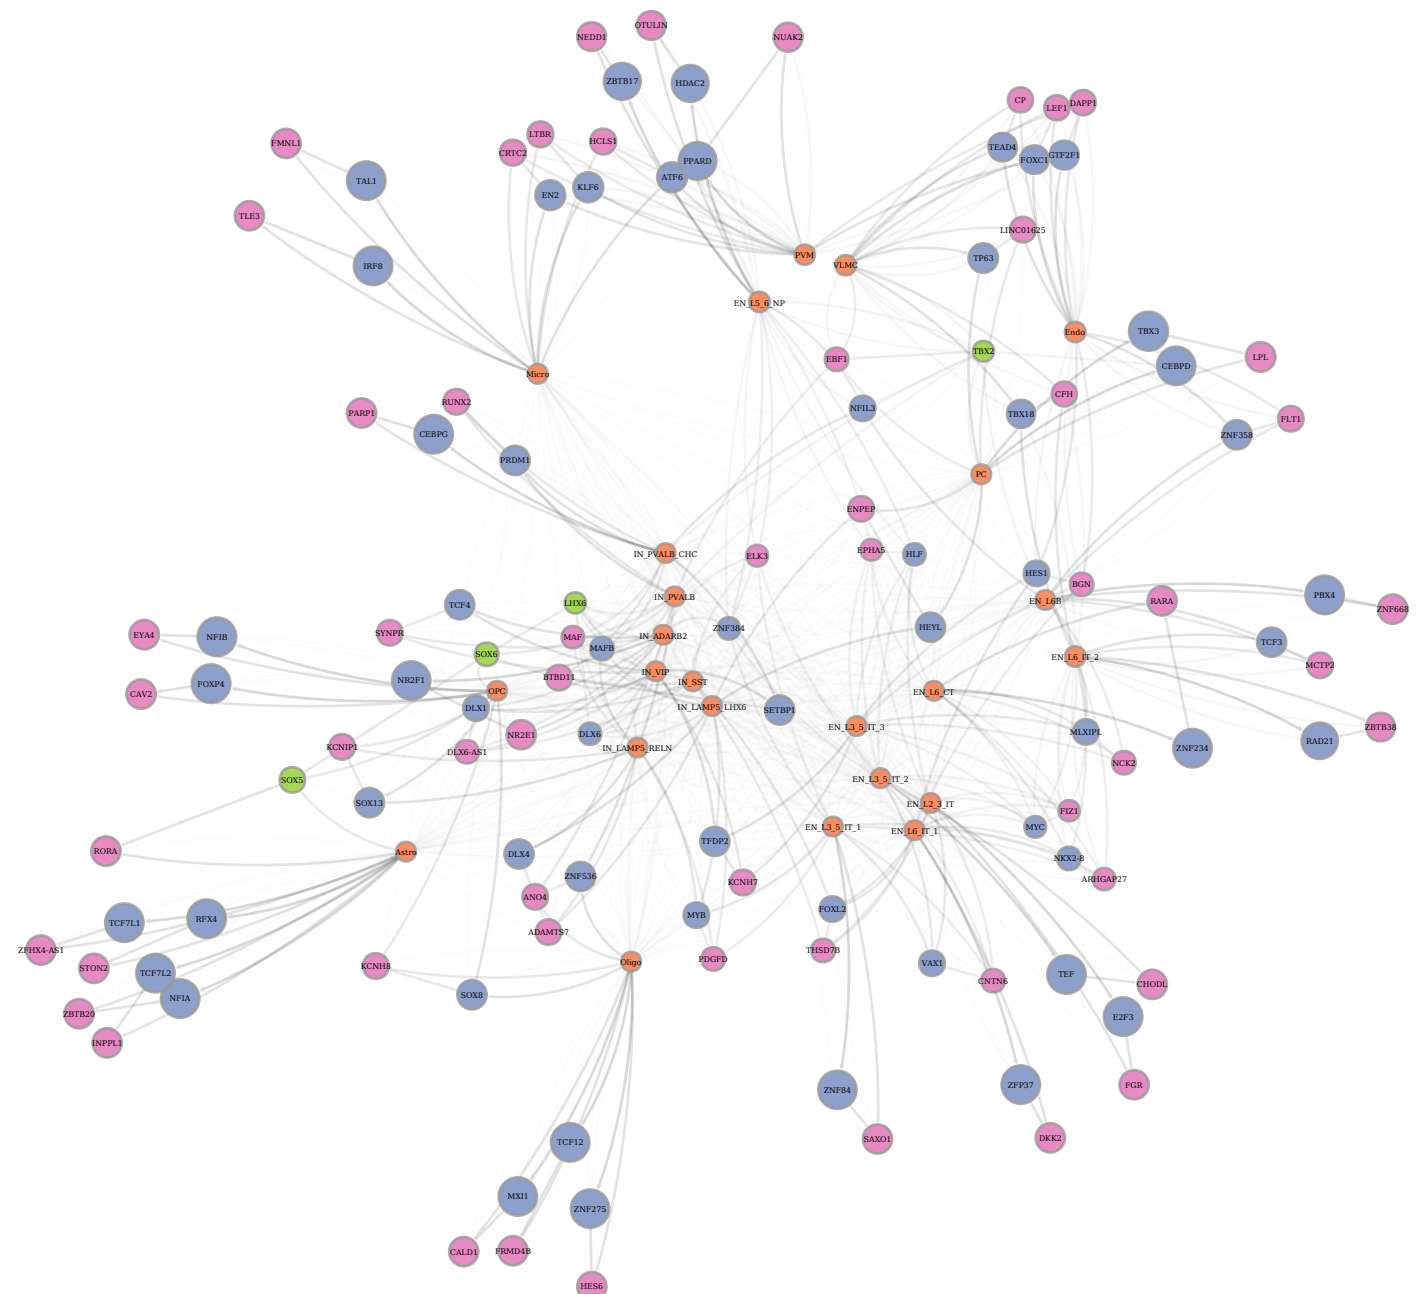 OTULIN
NEDD1
NUAK2
ZBTB17
HDAC2
CP
LEF1
DAPP1
LTBR
FMNL1
HCLS1
CRTC2
TEAD4
FOXC1
GTF2F1
PPARD
ATF6
TAL1
EN2
KLF6
TLE3
LINC01625
PVM
TP63
IRF8
VLMC
EN_L5_6_NP
Endo
TBX3
TBX2
EBF1
LPL
CEBPD
Micro
CFH
RUNX2
NFIL3
PARP1
TBX18
FLT1
CEBPG
ZNF358
PRDM1
PC
ENPEP
IN_PVALB_CHC
ELK3
EPHA5
HLF
HES1
BGN
IN_PVALB
PBX4
EN_L6B
RARA
LHX6
TCF4
ZNF668
HEYL
ZNF384
SYNPR
EYA4
NFIB
MAF
IN_ADARB2
TCF3
MAFB
SOX6
EN_L6_IT_2
MCTP2
IN_VIP
BTBD11
NR2F1
IN_SST
FOXP4
OPC
EN_L6_CT
CAV2
IN_LAMP5_LHX6
DLX1
SETBP1
EN_L3_5_IT_3
ZBTB38
MLXIPL
DLX6
NR2E1
RAD21
KCNIP1
IN_LAMP5_RELN
ZNF234
DLX6-AS1
NCK2
EN_L3_5_IT_2
SOX5
SOX13
EN_L2_3_IT
FIZ1
EN_L3_5_IT_1
MYC
EN_L6_IT_1
TFDP2
RORA
Astro
DLX4
NKX2-8
ZNF536
ARHGAP27
KCNH7
ANO4
FOXL2
MYB
RFX4
TCF7L1
ADAMTS7
ZFHX4-AS1
THSD7B
PDGFD
Oligo
VAX1
KCNH8
STON2
TCF7L2
TEF
CNTN6
CHODL
SOX8
NFIA
ZBTB20
E2F3
INPPL1
ZFP37
FGR
ZNF84
DKK2
SAXO1
TCF12
MXI1
ZNF275
CALD1
FRMD4B
HES6